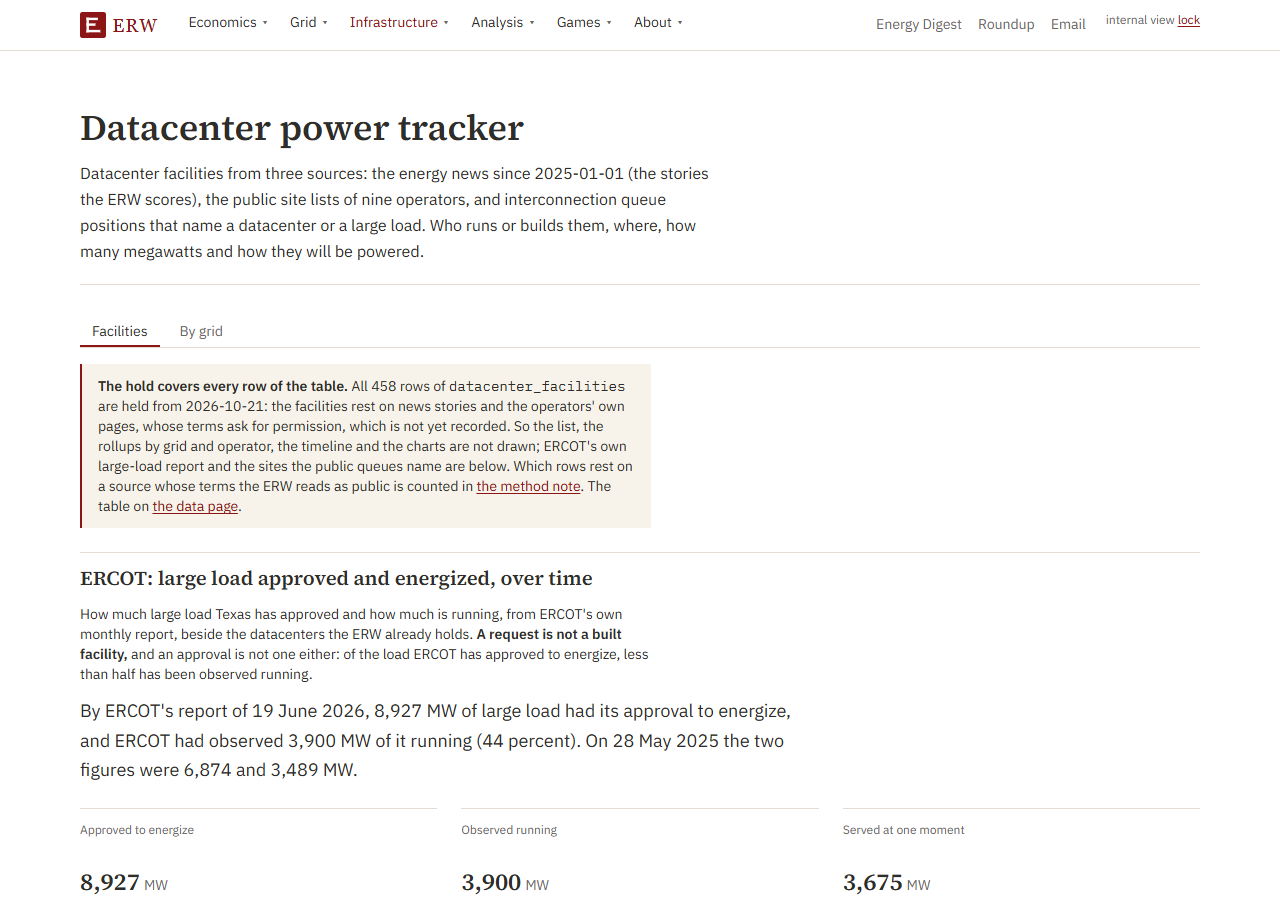 E ERW Economics Grid Infrastructure Analysis Games About Energy Digest Roundup Email internal view lock
Datacenter power tracker
Datacenter facilities from three sources: the energy news since 2025-01-01 (the stories
the ERW scores), the public site lists of nine operators, and interconnection queue
positions that name a datacenter or a large load. Who runs or builds them, where, how
many megawatts and how they will be powered.
Facilities By grid
The hold covers every row of the table. All 458 rows of datacenter_facilities
are held from 2026-10-21: the facilities rest on news stories and the operators' own
pages, whose terms ask for permission, which is not yet recorded. So the list, the
rollups by grid and operator, the timeline and the charts are not drawn; ERCOT's own
large-load report and the sites the public queues name are below. Which rows rest on
a source whose terms the ERW reads as public is counted in the method note. The
table on the data page.
ERCOT: large load approved and energized, over time
How much large load Texas has approved and how much is running, from ERCOT's own
monthly report, beside the datacenters the ERW already holds. A request is not a built
facility, and an approval is not one either: of the load ERCOT has approved to energize, less
than half has been observed running.
By ERCOT's report of 19 June 2026, 8,927 MW of large load had its approval to energize,
and ERCOT had observed 3,900 MW of it running (44 percent). On 28 May 2025 the two
figures were 6,874 and 3,489 MW.
Approved to energize Observed running Served at one moment
8,927 MW 3,900 MW 3,675 MW